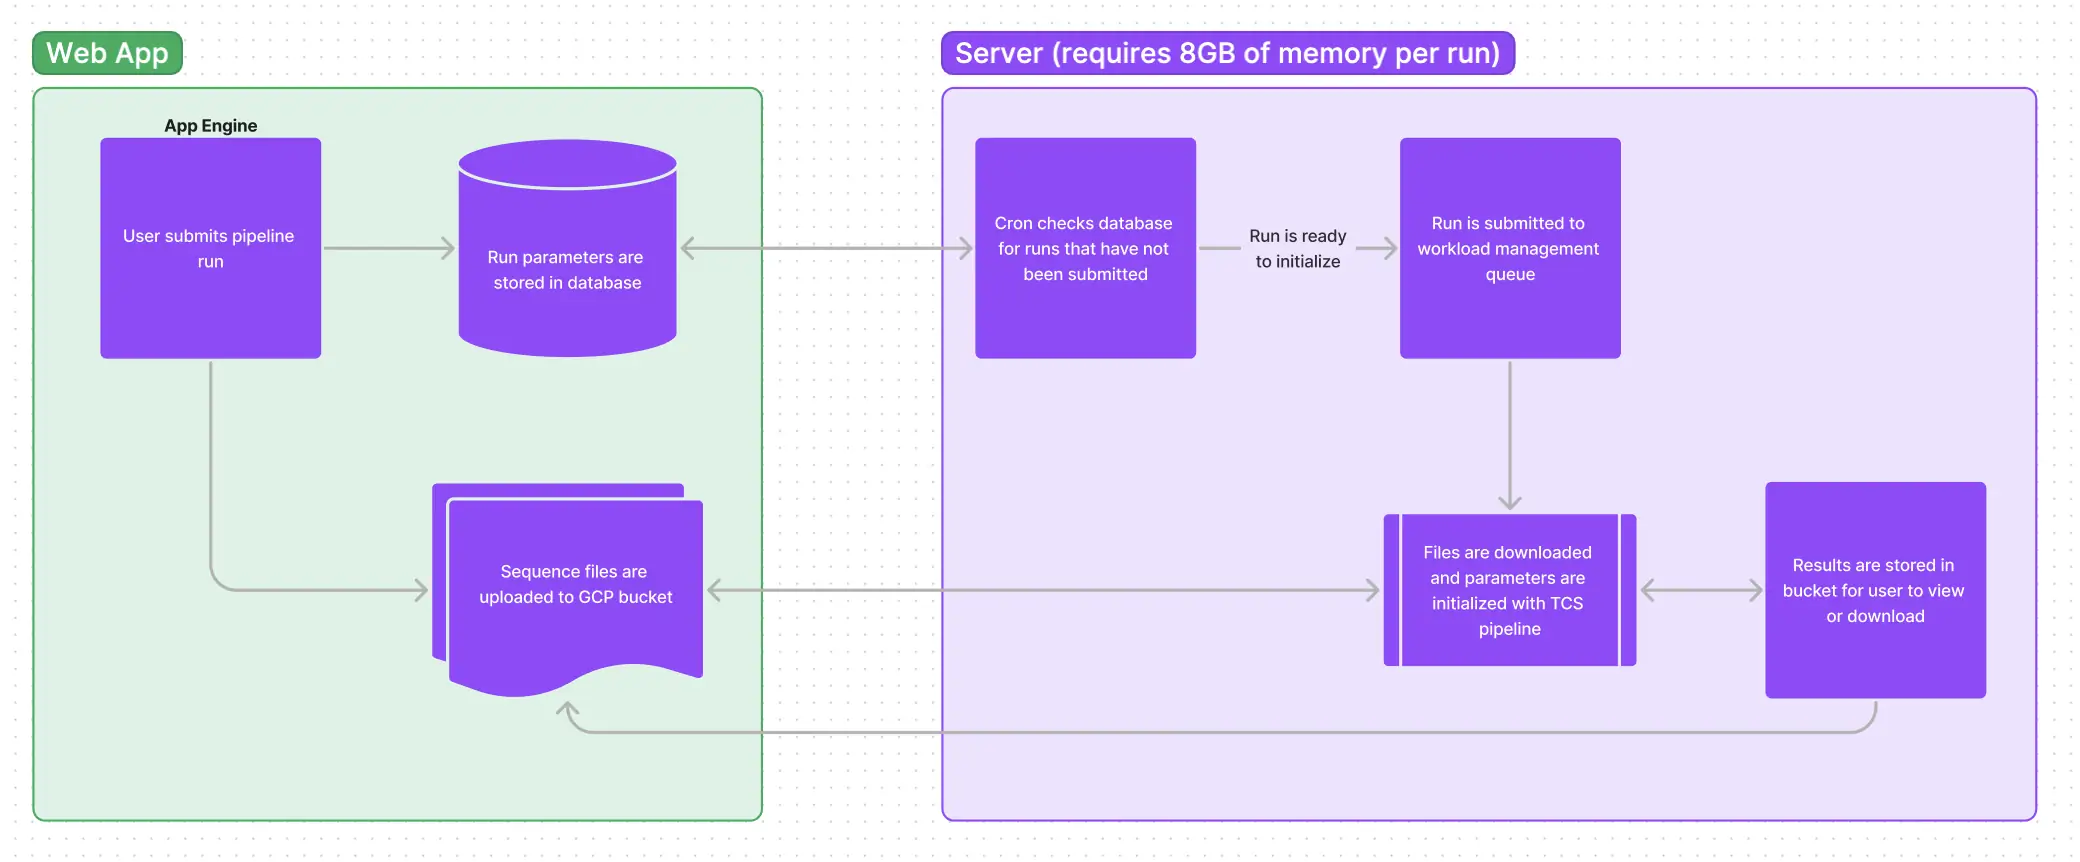 Web App
Server (requires 8GB of memory per run)
App Engine
User submits pipeline
run
Run parameters are
stored in database
Cron checks database
for runs that have not
been submitted
Run is ready
to initialize
Run is submitted to
workload management
queue
Sequence files are
uploaded to GCP bucket
Files are downloaded
and parameters are
initialized with TCS
pipeline
Results are stored in
bucket for user to view
or download